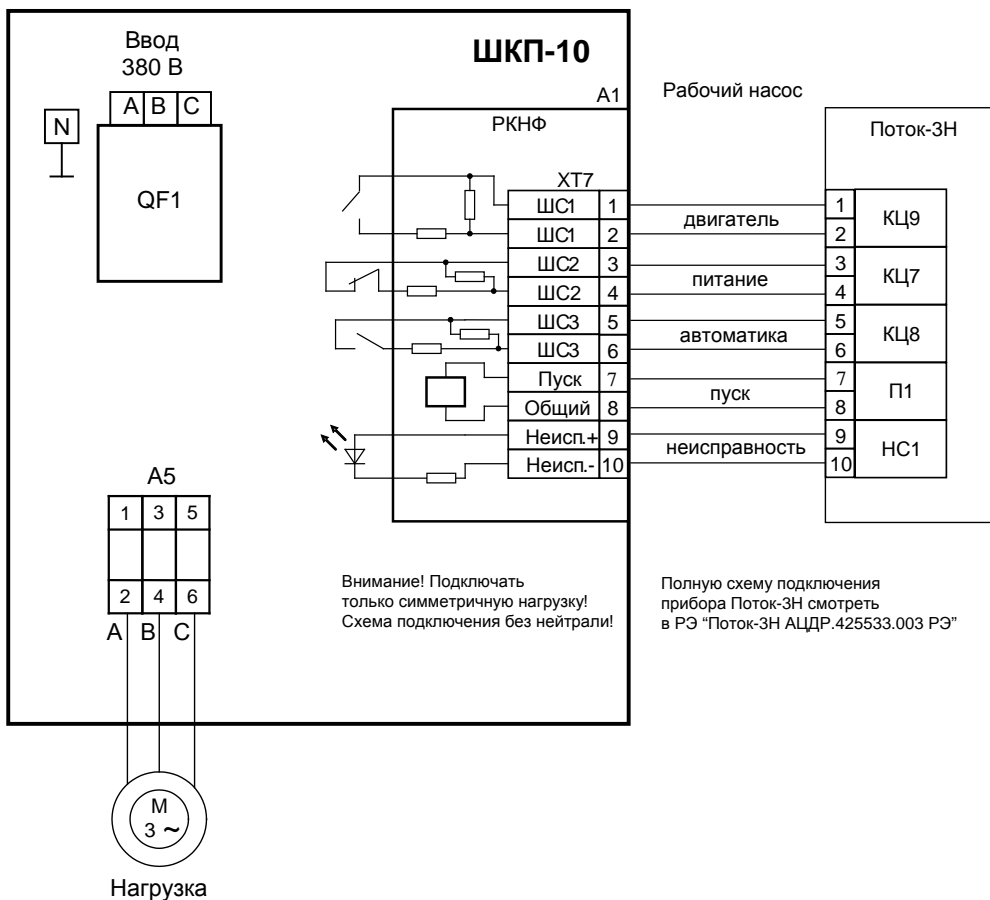 ШКП-10
Ввод
380 В
A B C
N
QF1
A1
РКНФ
XT7
ШС1 1
ШС1 2
ШС2 3
ШС2 4
ШС3 5
ШС3 6
Пуск 7
Общий 8
Неисп.+ 9
Неисп.- 10
Рабочий насос
двигатель
питание
автоматика
пуск
неисправность
Поток-3Н
1 КЦ9
2
3 КЦ7
4
5 КЦ8
6
7 П1
8
9 НС1
10
A5
1 3 5
2 4 6
A B C
Внимание! Подключать
только симметричную нагрузку!
Схема подключения без нейтрали!
Полную схему подключения
прибора Поток-3Н смотреть
в РЭ “Поток-3Н АЦДР.425533.003 РЭ”
М
3 ~
Нагрузка